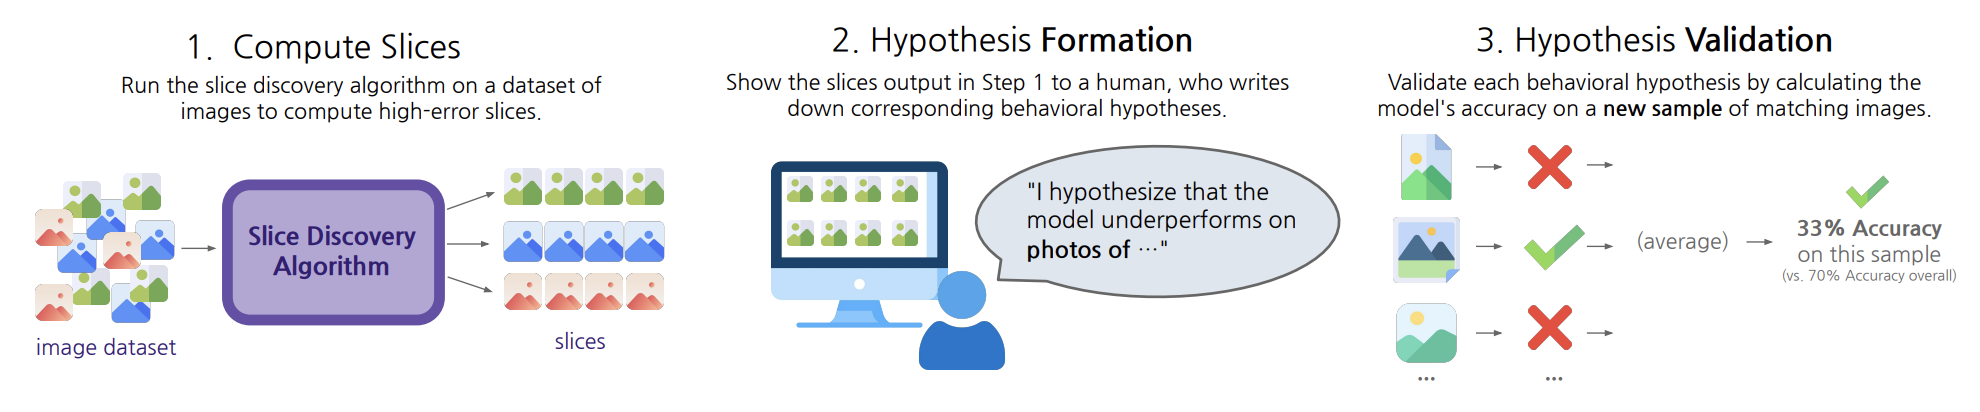 1. Compute Slices
Run the slice discovery algorithm on a dataset of
images to compute high-error slices.
Slice Discovery
Algorithm
image dataset
slices
2. Hypothesis Formation
Show the slices output in Step 1 to a human, who writes
down corresponding behavioral hypotheses.
"I hypothesize that the
model underperforms on
photos of ···"
3. Hypothesis Validation
Validate each behavioral hypothesis by calculating the
model's accuracy on a new sample of matching images.
(average)
33% Accuracy
on this sample
(vs. 70% Accuracy overall)
... ...